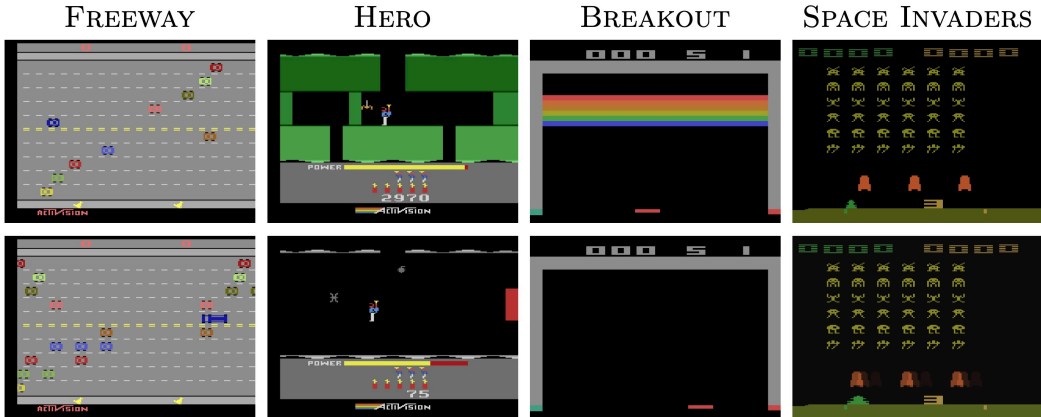 FREEWAY
HERO
BREAKOUT
SPACE INVADERS
ACTIVISION
POWER
2970
ACTIVISION
000 5 1
ACTIVISION
POWER
75
ACTIVISION
000 5 1